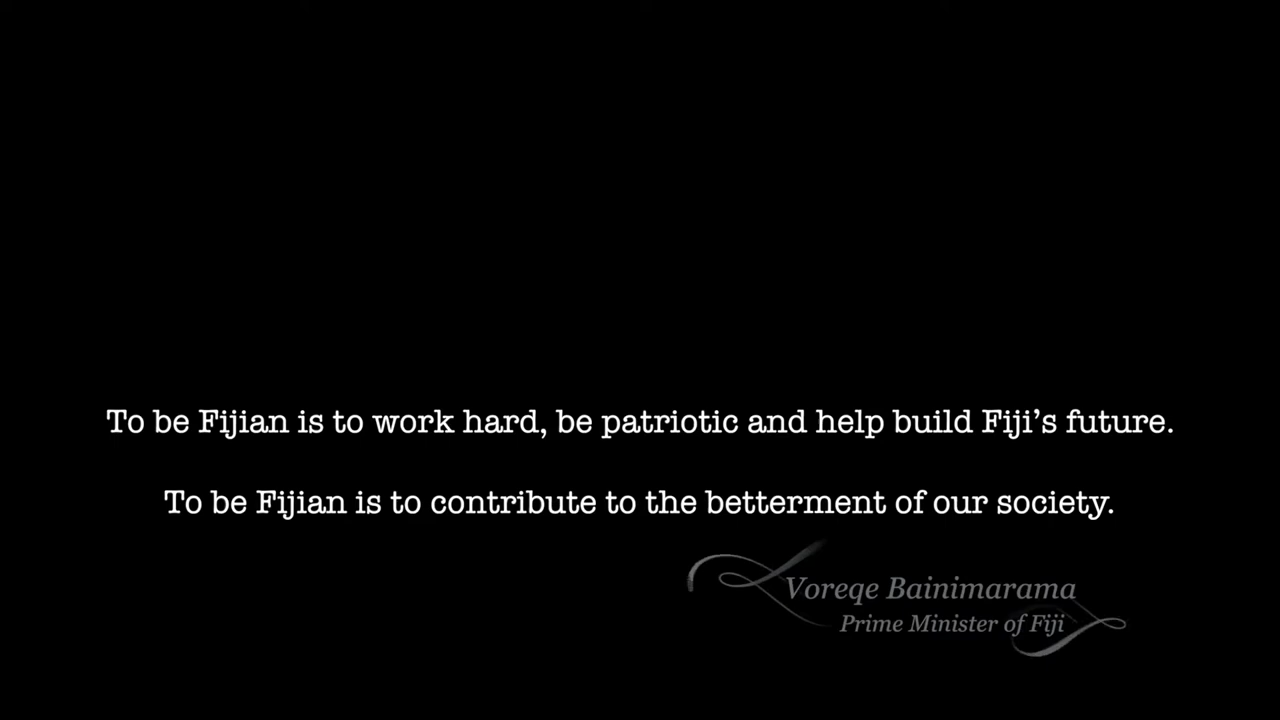 To be Fijian is to work hard, be patriotic and help build Fiji’s future.
To be Fijian is to contribute to the betterment of our society.
Voreqe Bainimarama
Prime Minister of Fiji